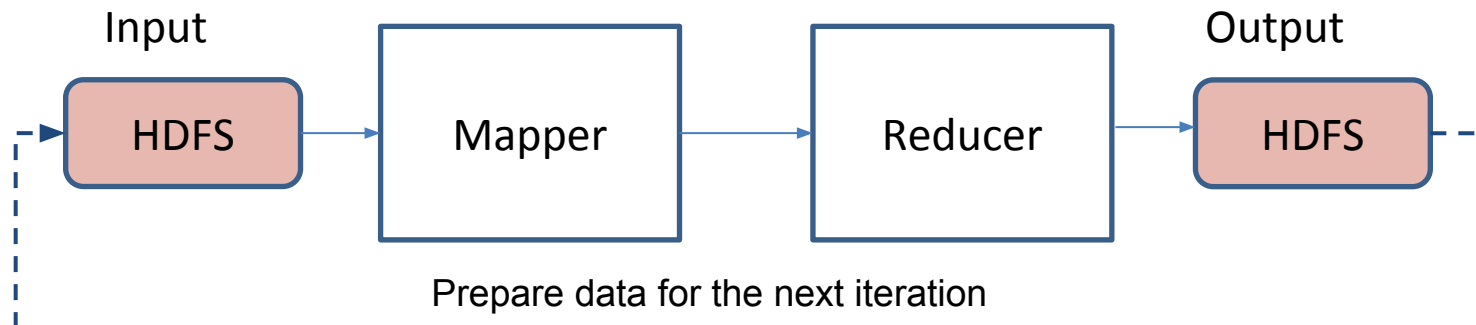 Input
Output
HDFS
Mapper
Reducer
HDFS
Prepare data for the next iteration